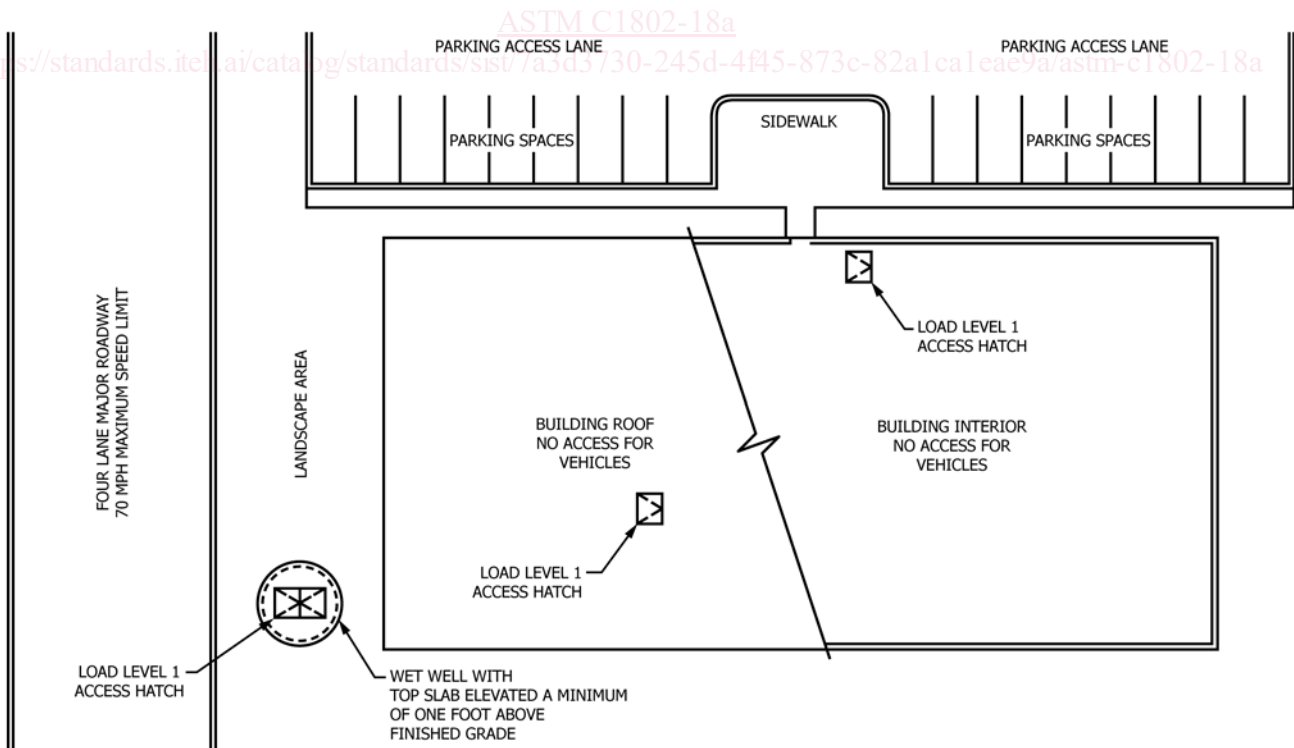 ASTM C1802-18a
PARKING ACCESS LANE
PARKING ACCESS LANE
ps://standards.iteh.ai/catalog/standards/sist/7a3d3730-245d-4f45-873c-82a1ca1eae9a/astm-c1802-18a
SIDEWALK
PARKING SPACES
PARKING SPACES
FOUR LANE MAJOR ROADWAY
70 MPH MAXIMUM SPEED LIMIT
LANDSCAPE AREA
LOAD LEVEL 1
ACCESS HATCH
BUILDING ROOF
NO ACCESS FOR
VEHICLES
BUILDING INTERIOR
NO ACCESS FOR
VEHICLES
LOAD LEVEL 1
ACCESS HATCH
LOAD LEVEL 1
ACCESS HATCH
WET WELL WITH
TOP SLAB ELEVATED A MINIMUM
OF ONE FOOT ABOVE
FINISHED GRADE